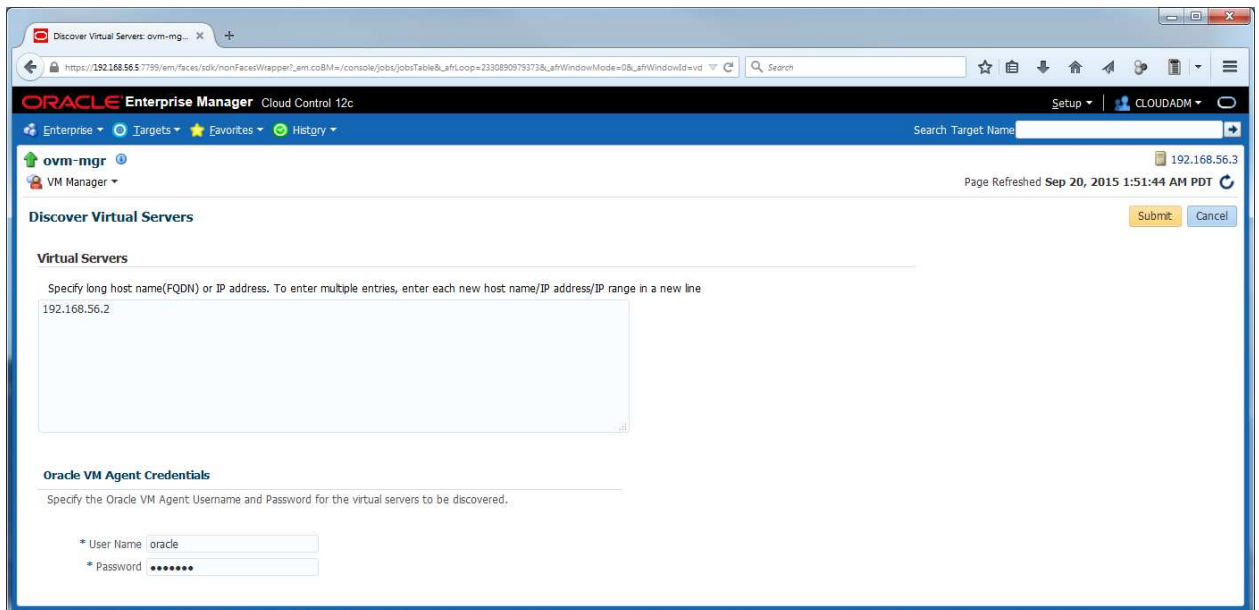 Discover Virtual Servers: ovm-mg...
https://192.168.56.5:7799/em/faces/sdk/nonFacesWrapper?_em.coBM=/console/jobs/jobsTable&_afrLoop=2330890979373&_afrWindowMode=0&_afrWindowId=vd
Search
ORACLE Enterprise Manager Cloud Control 12c
Setup
CLOUDADM
Enterprise Targets Favorites History
Search Target Name
ovm-mgr
192.168.56.3
VM Manager
Page Refreshed Sep 20, 2015 1:51:44 AM PDT
Discover Virtual Servers
Submit Cancel
Virtual Servers
Specify long host name(FQDN) or IP address. To enter multiple entries, enter each new host name/IP address/IP range in a new line
192.168.56.2
Oracle VM Agent Credentials
Specify the Oracle VM Agent Username and Password for the virtual servers to be discovered.
* User Name oracle
* Password •••••••